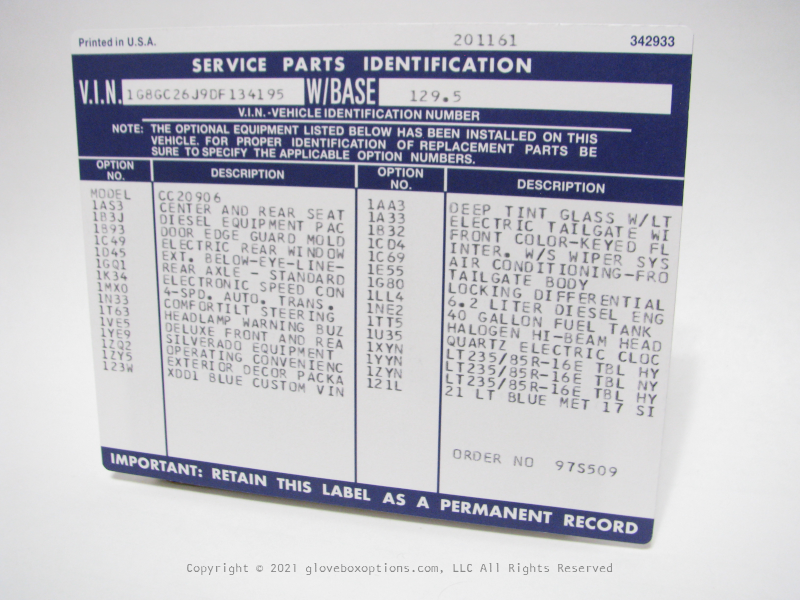 Printed in U.S.A. 201161 342933
SERVICE PARTS IDENTIFICATION
V.I.N. 1G8GC26J9DF134195 W/BASE 129.5
V.I.N.-VEHICLE IDENTIFICATION NUMBER
NOTE: THE OPTIONAL EQUIPMENT LISTED BELOW HAS BEEN INSTALLED ON THIS
VEHICLE. FOR PROPER IDENTIFICATION OF REPLACEMENT PARTS BE
SURE TO SPECIFY THE APPLICABLE OPTION NUMBERS.
OPTION NO. DESCRIPTION
MODEL CC20906
1AS3 CENTER AND REAR SEAT
1B3J DIESEL EQUIPMENT PAC
1B93 DOOR EDGE GUARD MOLD
1C49 ELECTRIC REAR WINDOW
1D45 EXT. BELOW-EYE-LINE-
1GQ1 REAR AXLE - STANDARD
1K34 ELECTRONIC SPEED CON
1MX0 4-SPD. AUTO. TRANS.
1N33 COMFORTILT STEERING
1T63 HEADLAMP WARNING BUZ
1VE5 DELUXE FRONT AND REA
1YE9 SILVERADO EQUIPMENT
1ZQ2 OPERATING CONVENIENC
1ZY5 EXTERIOR DECOR PACKA
123W XDD1 BLUE CUSTOM VIN
OPTION NO. DESCRIPTION
1AA3 DEEP TINT GLASS W/LT
1A33 ELECTRIC TAILGATE WI
1B32 FRONT COLOR-KEYED FL
1CD4 INTER. W/S WIPER SYS
1C69 AIR CONDITIONING-FRO
1E55 TAILGATE BODY
1G80 LOCKING DIFFERENTIAL
1LL4 6.2 LITER DIESEL ENG
1NE2 40 GALLON FUEL TANK
1TT5 HALOGEN HI-BEAM HEAD
1U35 QUARTZ ELECTRIC CLOC
1XYN LT235/85R-16E TBL HY
1YYN LT235/85R-16E TBL NY
1ZYN LT235/85R-16E TBL HY
121L 21 LT BLUE MET 17 SI
ORDER NO 97S509
IMPORTANT: RETAIN THIS LABEL AS A PERMANENT RECORD
Copyright © 2021 gloveboxoptions.com, LLC All Rights Reserved